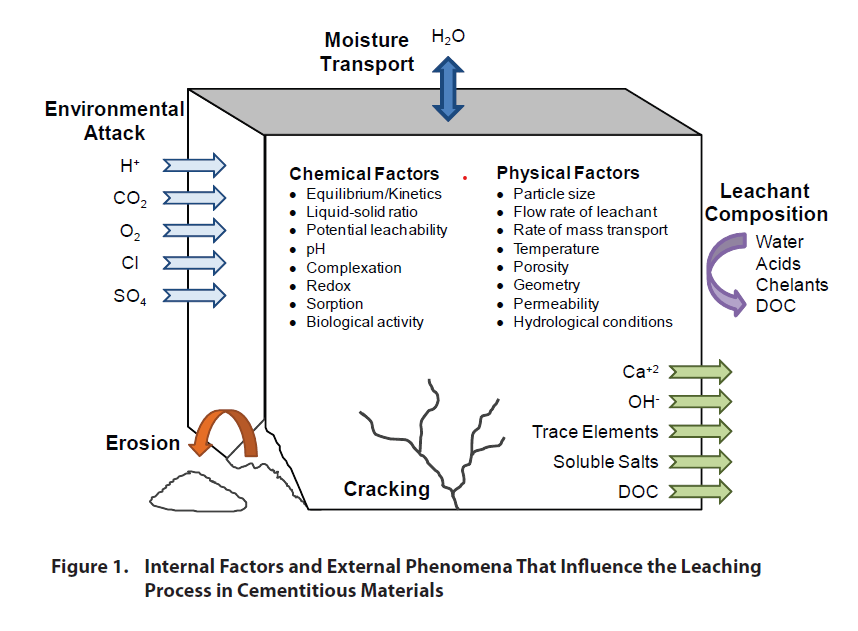 Moisture
Transport
H₂O
Environmental
Attack
H⁺
CO₂
O₂
Cl
SO₄
Chemical Factors
• Equilibrium/Kinetics
• Liquid-solid ratio
• Potential leachability
• pH
• Complexation
• Redox
• Sorption
• Biological activity
Physical Factors
• Particle size
• Flow rate of leachant
• Rate of mass transport
• Temperature
• Porosity
• Geometry
• Permeability
• Hydrological conditions
Leachant
Composition
Water
Acids
Chelants
DOC
Ca⁺²
OH⁻
Trace Elements
Soluble Salts
DOC
Erosion
Cracking
Figure 1. Internal Factors and External Phenomena That Influence the Leaching
Process in Cementitious Materials